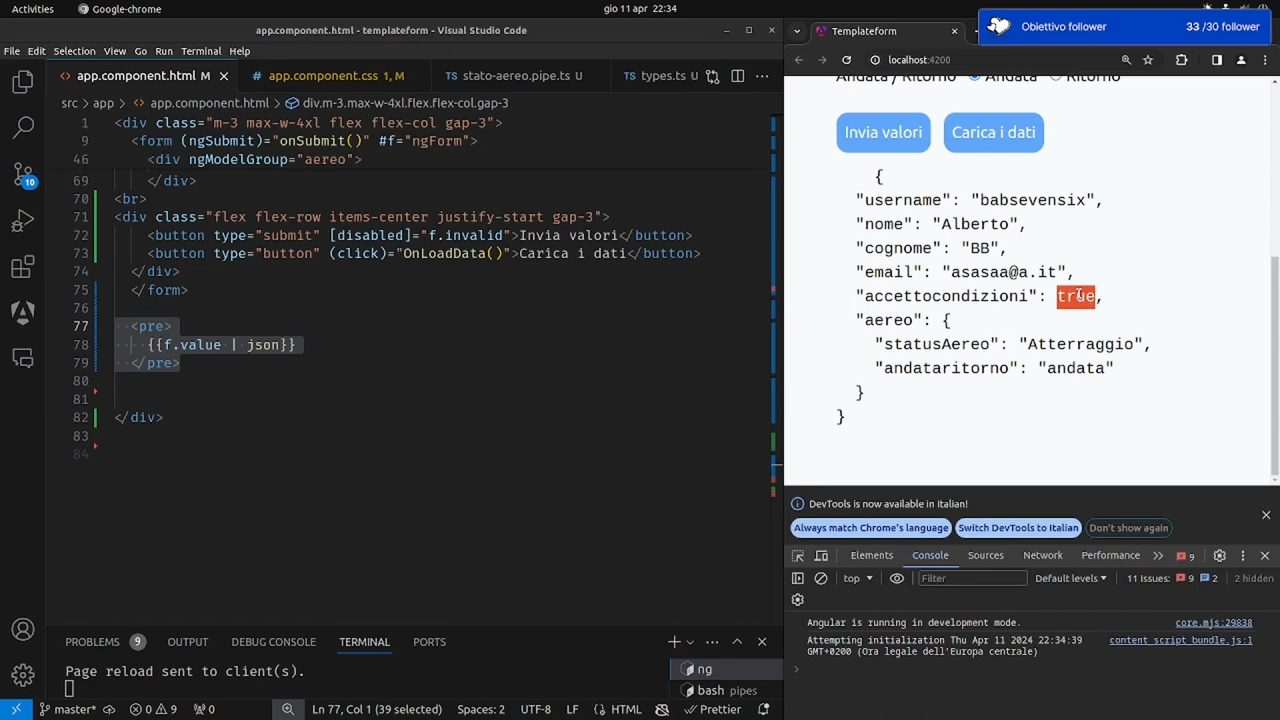 Activities
Google-chrome
gio 11 apr 22:34
Obiettivo follower 33 /30 follower
app.component.html - templateform - Visual Studio Code
Templateform
File Edit Selection View Go Run Terminal Help
localhost:4200
app.component.html M
app.component.css 1, M
stato-aereo.pipe.ts U
types.ts U
src > app > app.component.html > div.m-3.max-w-4xl.flex.flex-col.gap-3
1 <div class="m-3 max-w-4xl flex flex-col gap-3">
9 <form (ngSubmit)="onSubmit()" #f="ngForm">
46 <div ngModelGroup="aereo">
69 </div>
70 <br>
71 <div class="flex flex-row items-center justify-start gap-3">
72 <button type="submit" [disabled]="f.invalid">Invia valori</button>
73 <button type="button" (click)="OnLoadData()">Carica i dati</button>
74 </div>
75 </form>
76
77 <pre>
78 {{f.value | json}}
79 </pre>
80
81
82 </div>
83
84
10
Andata / Ritorno Andata Ritorno
Invia valori
Carica i dati
{
"username": "babsevensix",
"nome": "Alberto",
"cognome": "BB",
"email": "asasaa@a.it",
"accettocondizioni": true,
"aereo": {
"statusAereo": "Atterraggio",
"andataritorno": "andata"
}
}
DevTools is now available in Italian!
Always match Chrome's language
Switch DevTools to Italian
Don't show again
Elements Console Sources Network Performance 9
top Filter Default levels 11 Issues: 9 2 2 hidden
Angular is running in development mode. core.mjs:29838
Attempting initialization Thu Apr 11 2024 22:34:39 content_script_bundle.js:1
GMT+0200 (Ora legale dell'Europa centrale)
PROBLEMS 9 OUTPUT DEBUG CONSOLE TERMINAL PORTS
Page reload sent to client(s).
ng
bash pipes
master* 0 9 0 Ln 77, Col 1 (39 selected) Spaces: 2 UTF-8 LF HTML Prettier